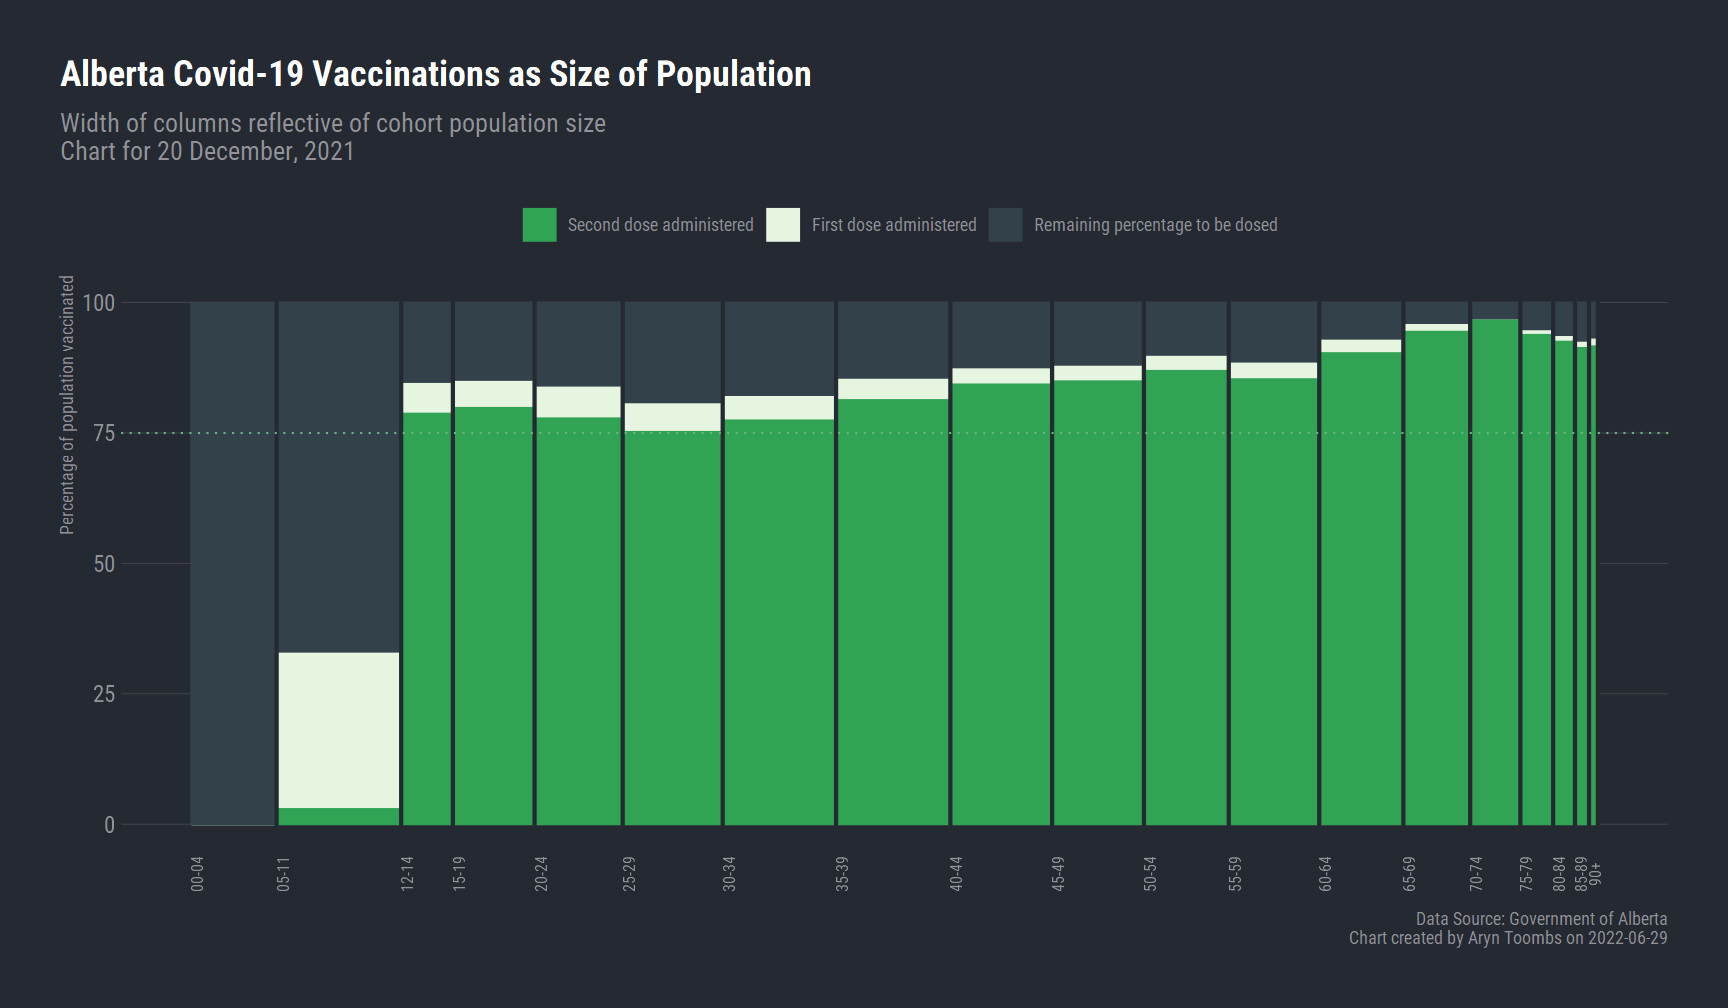 Alberta Covid-19 Vaccinations as Size of Population
Width of columns reflective of cohort population size
Chart for 20 December, 2021
Second dose administered
First dose administered
Remaining percentage to be dosed
Percentage of population vaccinated
100
75
50
25
0
00-04
05-11
12-14
15-19
20-24
25-29
30-34
35-39
40-44
45-49
50-54
55-59
60-64
65-69
70-74
75-79
80-84
85-89
90+
Data Source: Government of Alberta
Chart created by Aryn Toombs on 2022-06-29